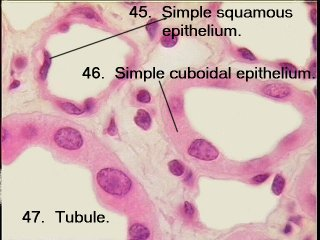 45. Simple squamous
epithelium.
46. Simple cuboidal epithelium.
47. Tubule.